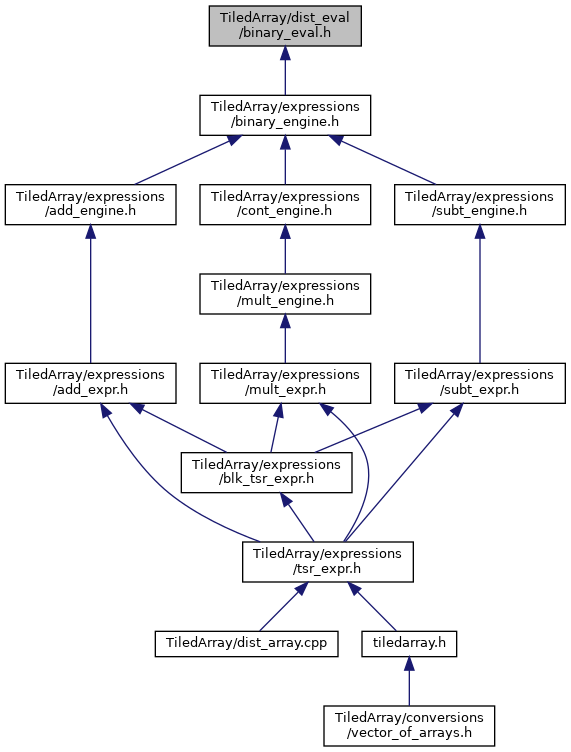 TiledArray/dist_eval
/binary_eval.h
TiledArray/expressions
/binary_engine.h
TiledArray/expressions
/add_engine.h
TiledArray/expressions
/cont_engine.h
TiledArray/expressions
/subt_engine.h
TiledArray/expressions
/mult_engine.h
TiledArray/expressions
/add_expr.h
TiledArray/expressions
/mult_expr.h
TiledArray/expressions
/subt_expr.h
TiledArray/expressions
/blk_tsr_expr.h
TiledArray/expressions
/tsr_expr.h
TiledArray/dist_array.cpp
tiledarray.h
TiledArray/conversions
/vector_of_arrays.h